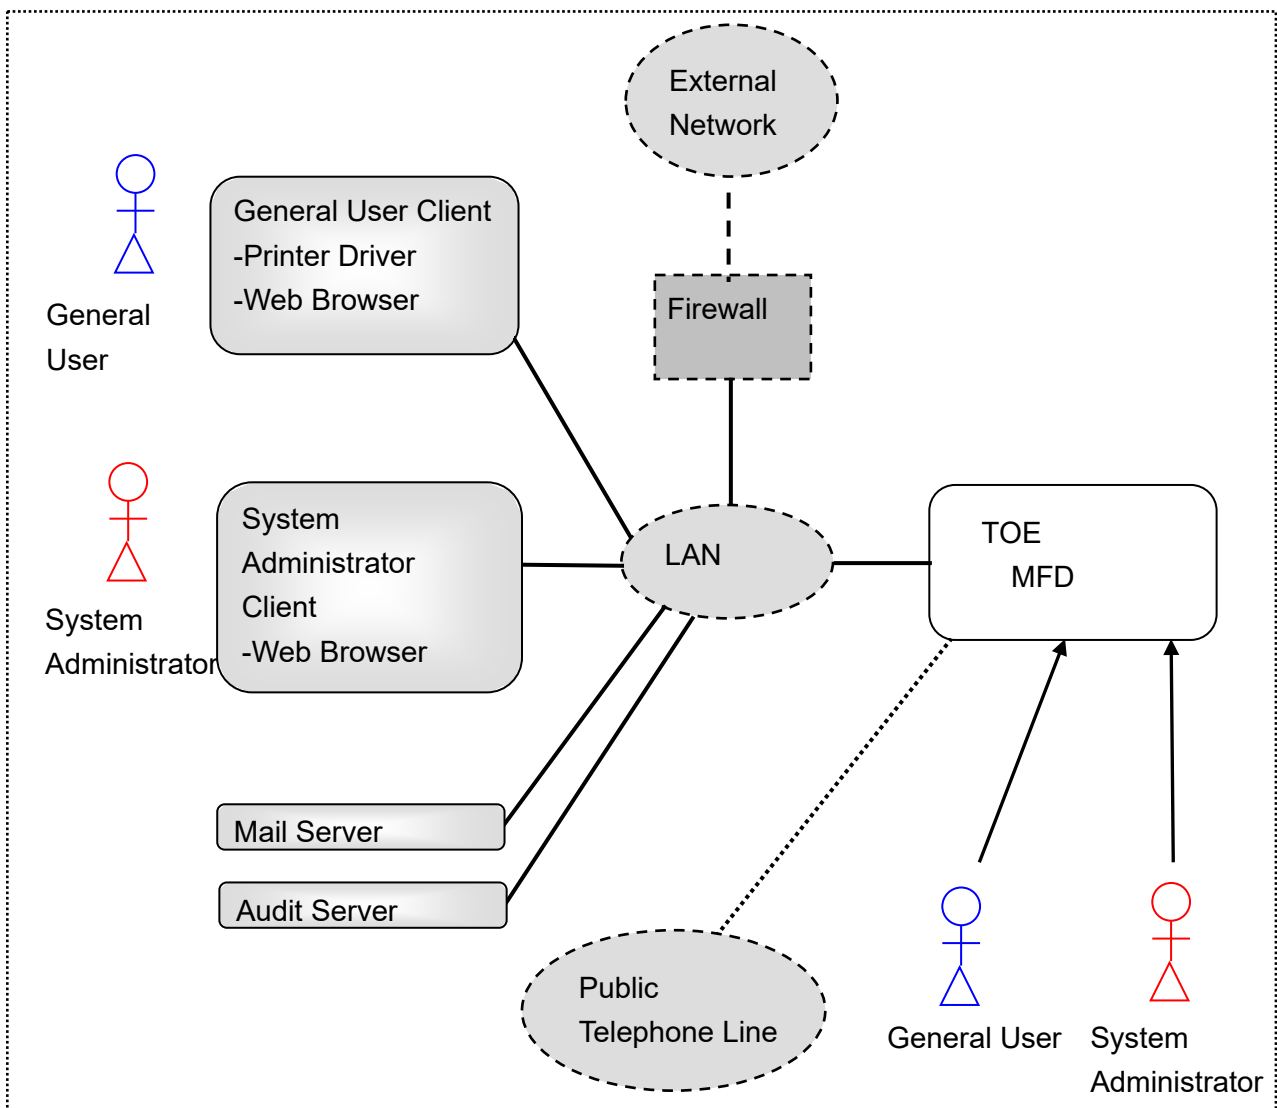 External
Network
General User Client
-Printer Driver
-Web Browser
General
User
Firewall
System
Administrator
Client
-Web Browser
System
Administrator
LAN
TOE
MFD
Mail Server
Audit Server
Public
Telephone Line
General User
System
Administrator